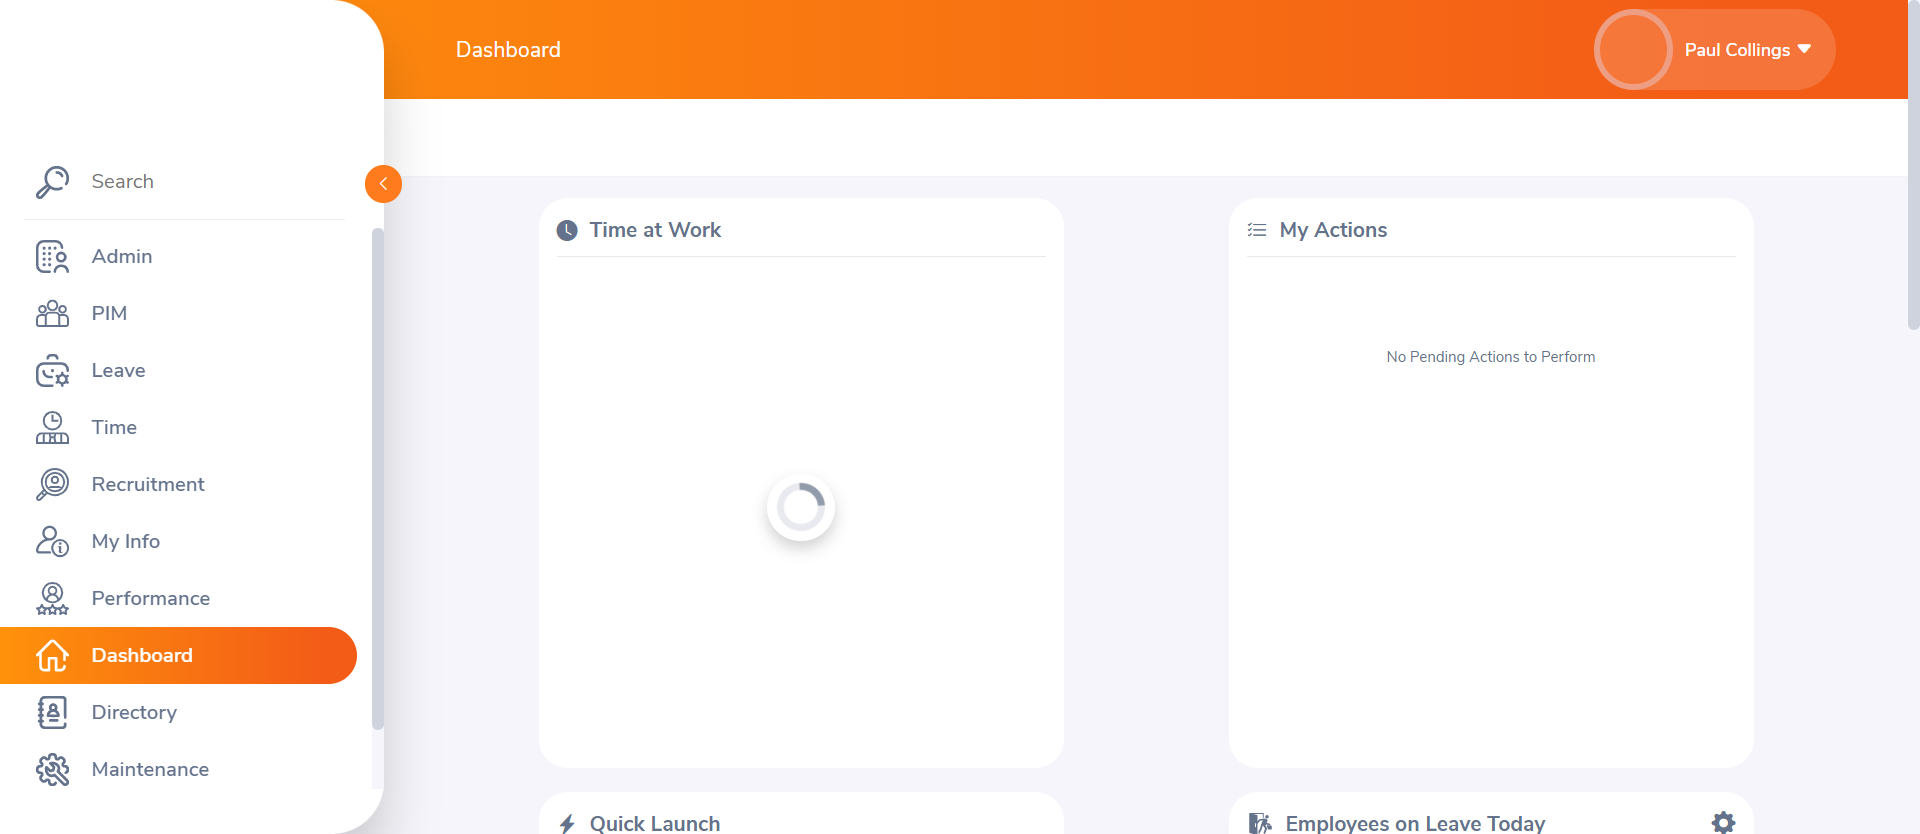 Dashboard
Paul Collings
Search
Admin
PIM
Leave
Time
Recruitment
My Info
Performance
Dashboard
Directory
Maintenance
Time at Work
My Actions
No Pending Actions to Perform
Quick Launch
Employees on Leave Today